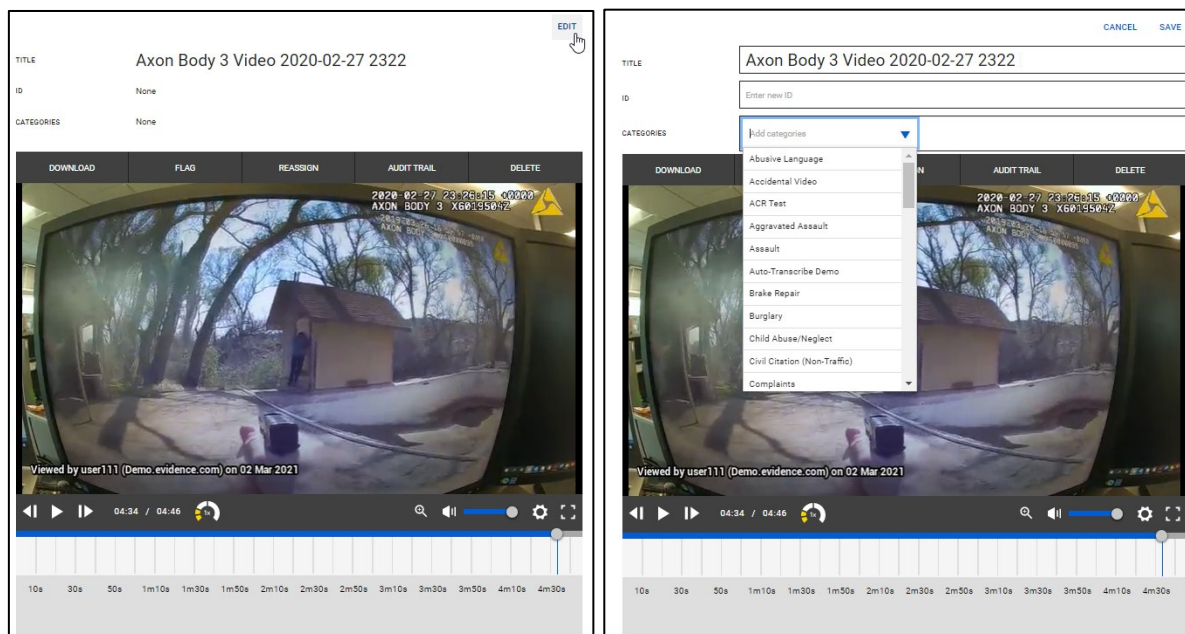 EDIT
TITLE Axon Body 3 Video 2020-02-27 2322
ID None
CATEGORIES None
DOWNLOAD FLAG REASSIGN AUDIT TRAIL DELETE
2020-02-27 23:26:15 +0000
AXON BODY 3 X6019504Z
Viewed by user111 (Demo.evidence.com) on 02 Mar 2021
04:34 / 04:46 1x
10s 30s 50s 1m10s 1m30s 1m50s 2m10s 2m30s 2m50s 3m10s 3m30s 3m50s 4m10s 4m30s
CANCEL SAVE
TITLE Axon Body 3 Video 2020-02-27 2322
ID Enter new ID
CATEGORIES Add categories
DOWNLOAD N AUDIT TRAIL DELETE
Abusive Language
Accidental Video
ACR Test
Aggravated Assault
Assault
Auto-Transcribe Demo
Brake Repair
Burglary
Child Abuse/Neglect
Civil Citation (Non-Traffic)
Complaints
2020-02-27 23:26:15 +0000
AXON BODY 3 X6019504Z
Viewed by user111 (Demo.evidence.com) on 02 Mar 2021
04:34 / 04:46 1x
10s 30s 50s 1m10s 1m30s 1m50s 2m10s 2m30s 2m50s 3m10s 3m30s 3m50s 4m10s 4m30s